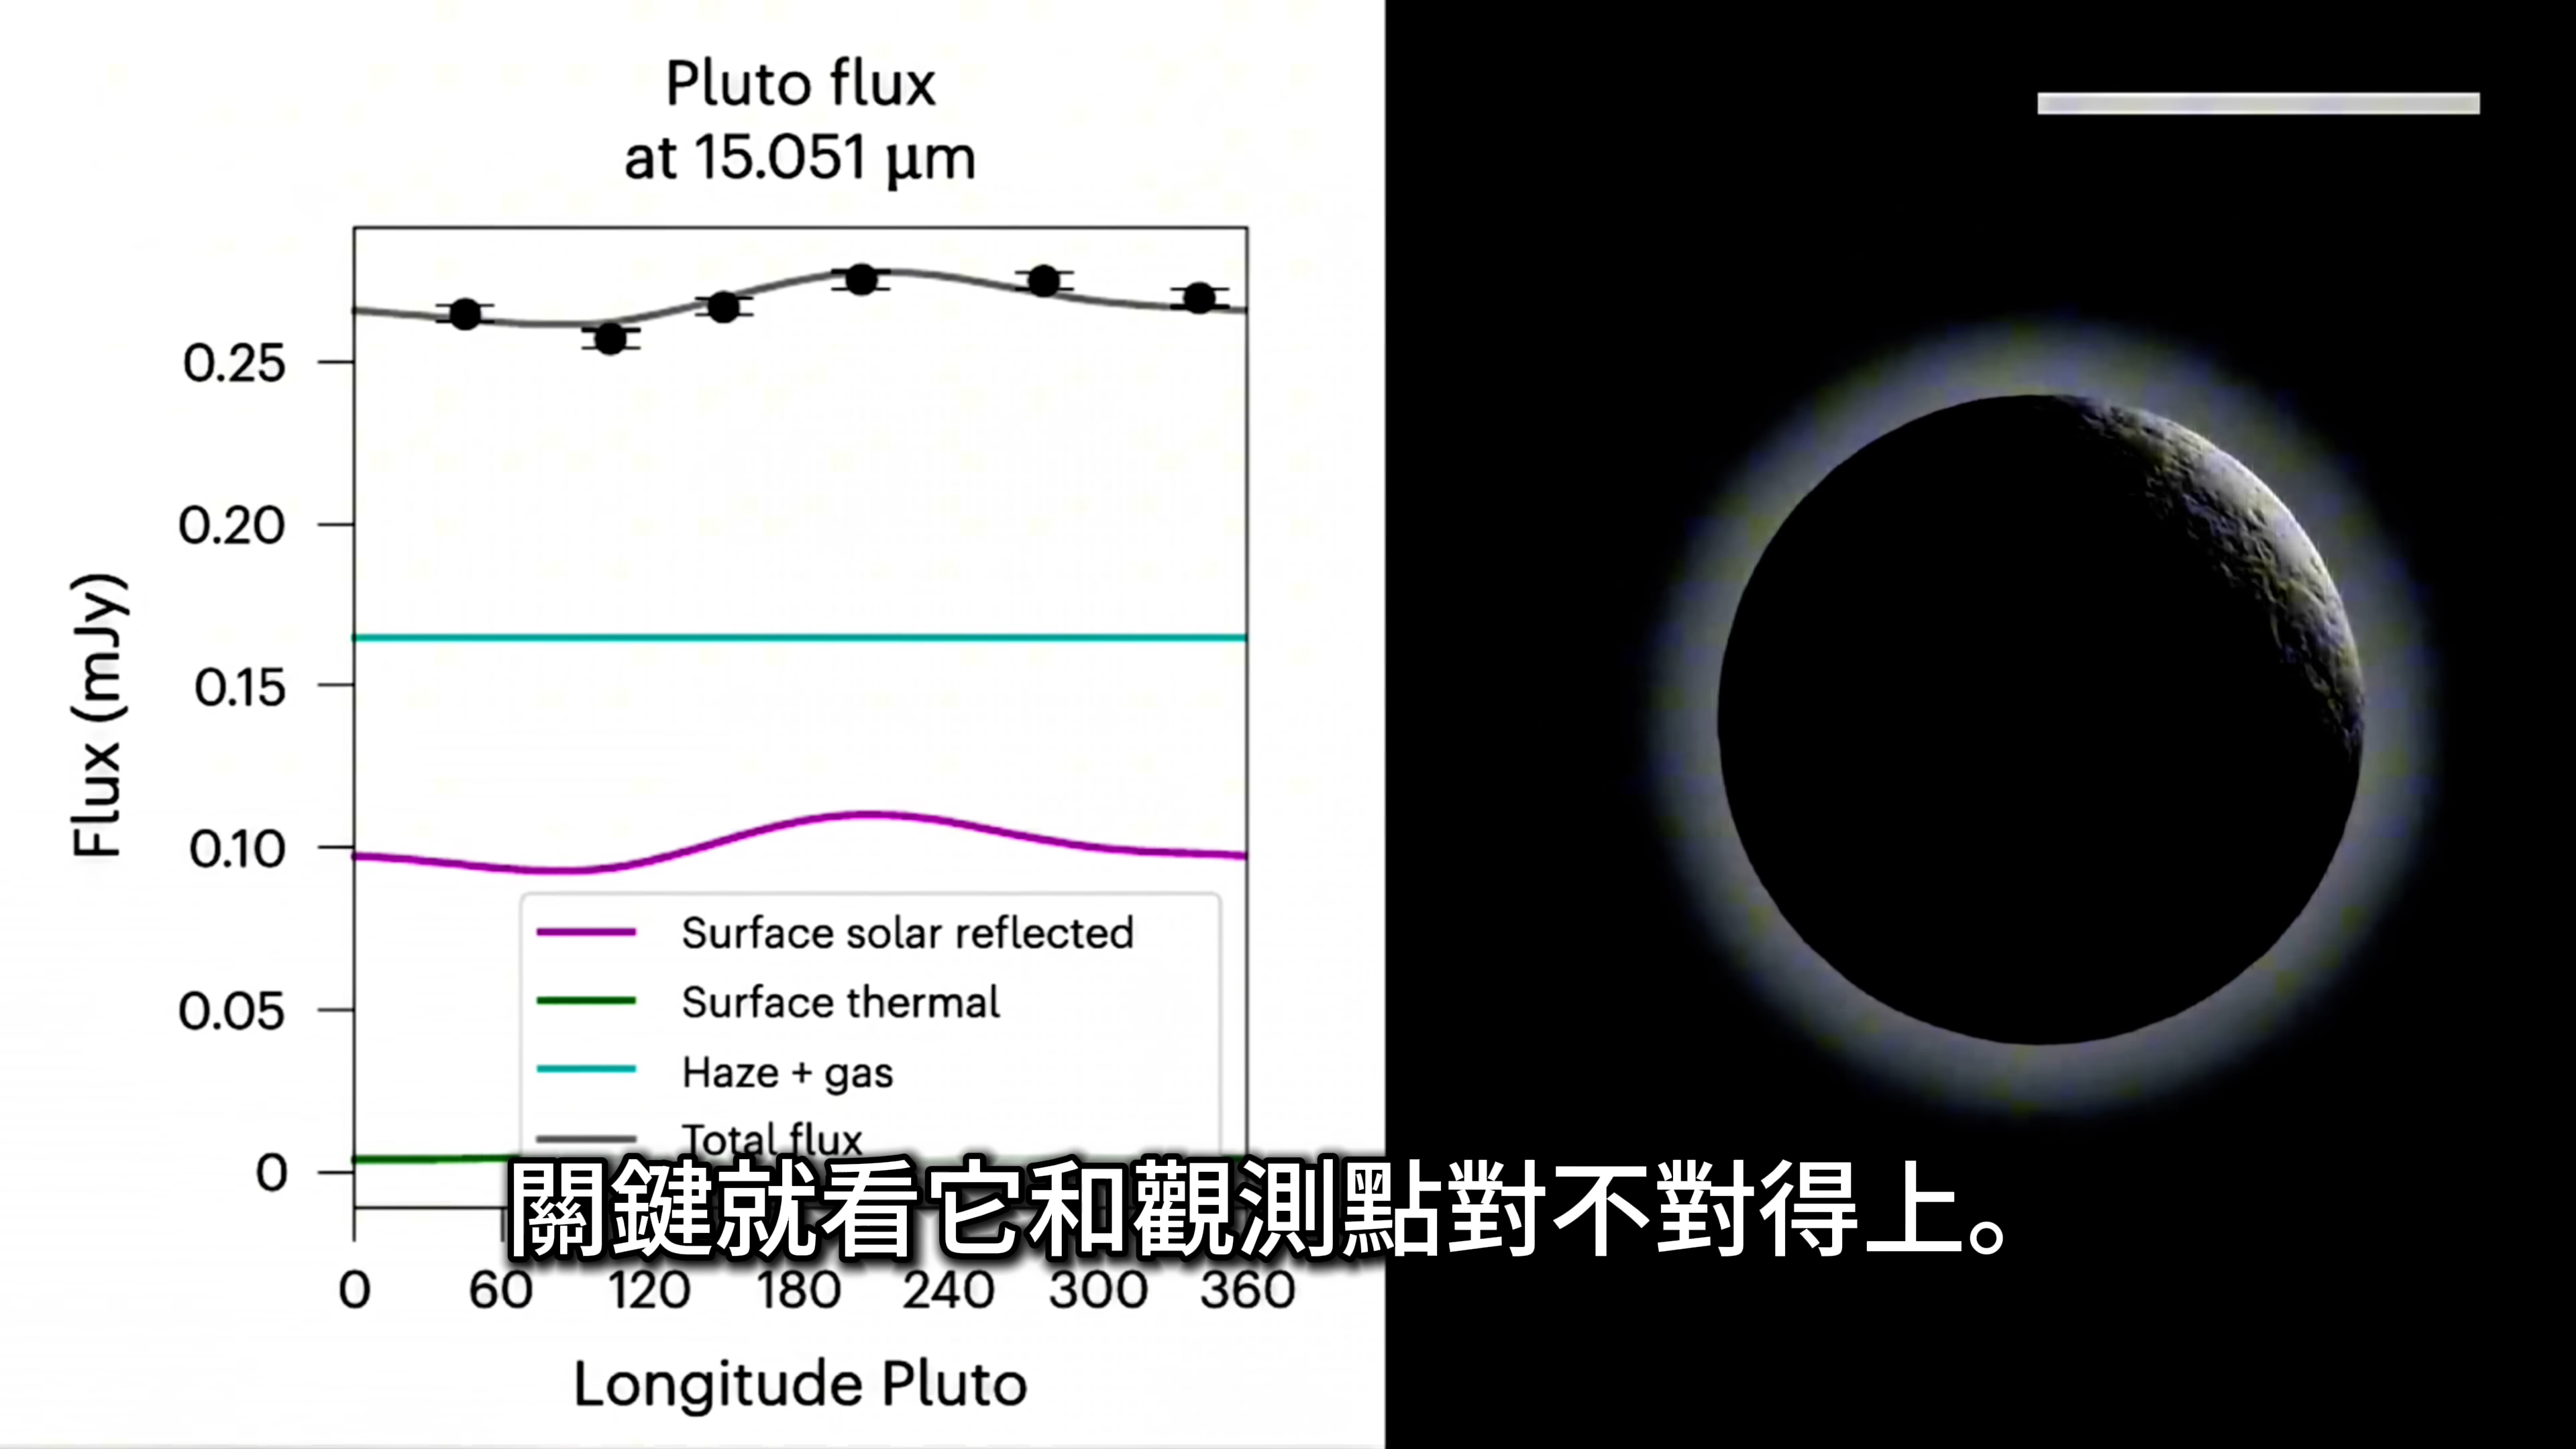 Pluto flux
at 15.051 μm
Flux (mJy)
0.25
0.20
0.15
0.10
0.05
0
Surface solar reflected
Surface thermal
Haze + gas
Total flux
關鍵就看它和觀測點對不對得上。
0 60 120 180 240 300 360
Longitude Pluto